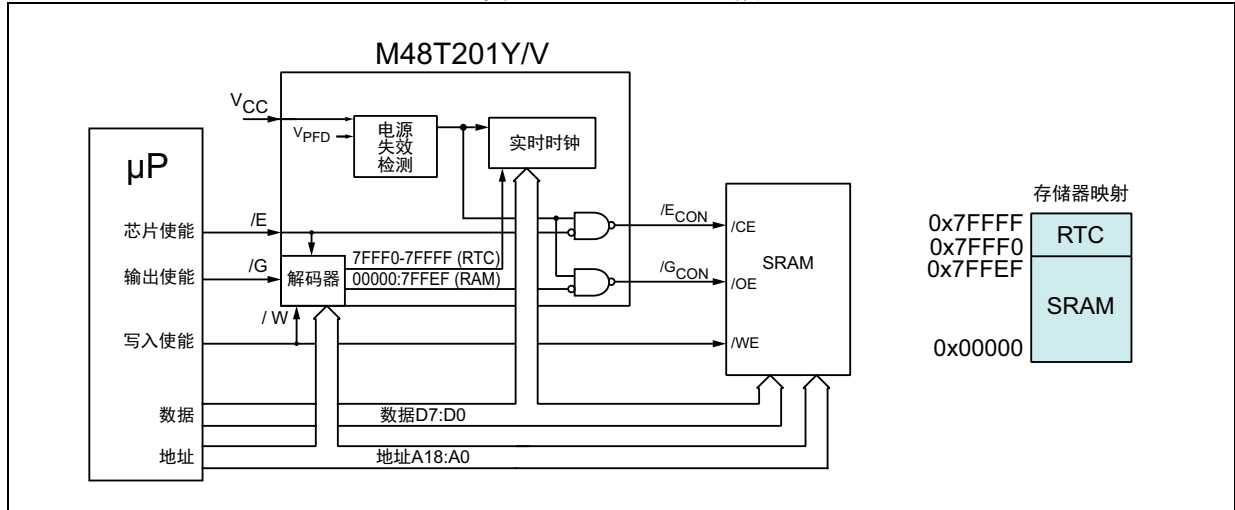 M48T201Y/V
VCC
VPFD
电源
失效
检测
实时时钟
µP
芯片使能
/E
输出使能
/G
解码器
7FFF0-7FFFF (RTC)
00000:7FFEF (RAM)
/ W
写入使能
/ECON
/CE
/GCON
/OE
SRAM
/WE
数据
数据D7:D0
地址
地址A18:A0
存储器映射
0x7FFFF
0x7FFF0
0x7FFEF
0x00000
RTC
SRAM